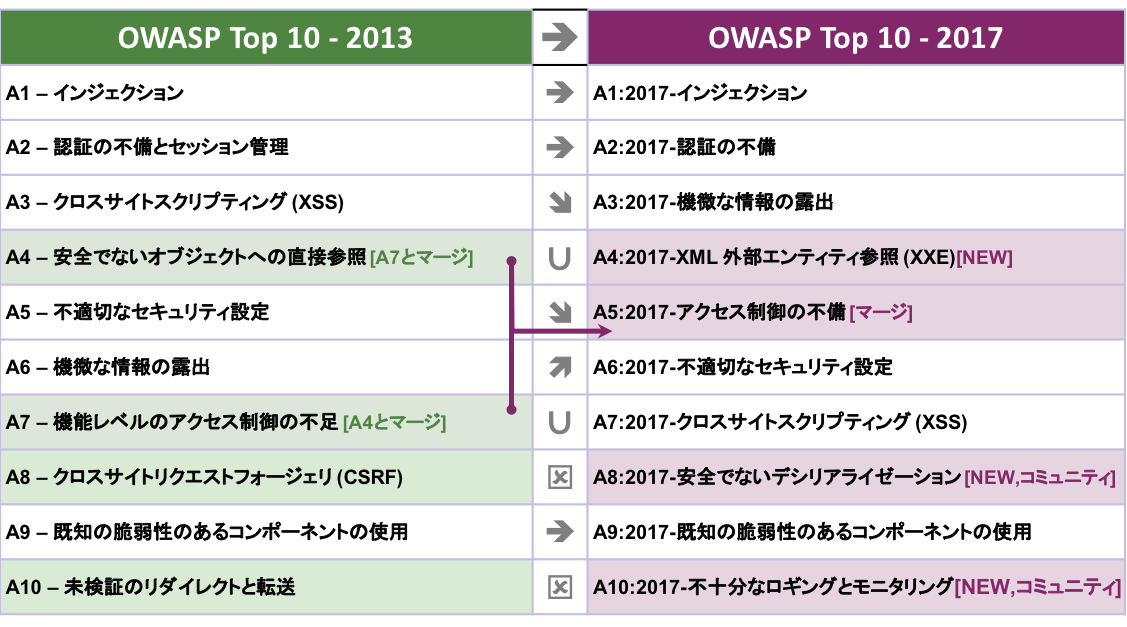 OWASP Top 10 - 2013 OWASP Top 10 - 2017
A1 – インジェクション A1:2017-インジェクション
A2 – 認証の不備とセッション管理 A2:2017-認証の不備
A3 – クロスサイトスクリプティング (XSS) A3:2017-機微な情報の露出
A4 – 安全でないオブジェクトへの直接参照 [A7とマージ] A4:2017-XML 外部エンティティ参照 (XXE)[NEW]
A5 – 不適切なセキュリティ設定 A5:2017-アクセス制御の不備 [マージ]
A6 – 機微な情報の露出 A6:2017-不適切なセキュリティ設定
A7 – 機能レベルのアクセス制御の不足 [A4とマージ] A7:2017-クロスサイトスクリプティング (XSS)
A8 – クロスサイトリクエストフォージェリ (CSRF) A8:2017-安全でないデシリアライゼーション [NEW,コミュニティ]
A9 – 既知の脆弱性のあるコンポーネントの使用 A9:2017-既知の脆弱性のあるコンポーネントの使用
A10 – 未検証のリダイレクトと転送 A10:2017-不十分なロギングとモニタリング[NEW,コミュニティ]